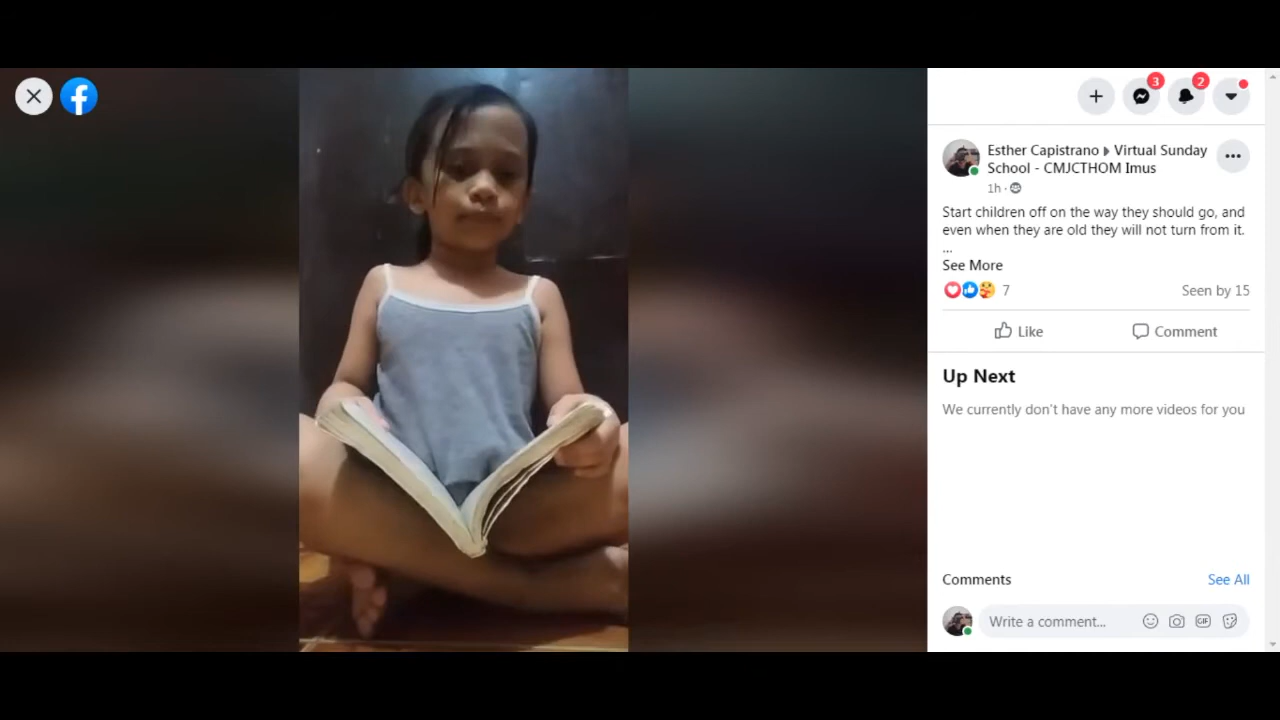 3
2
Esther Capistrano Virtual Sunday
School - CMJCTHOM Imus
1h ·
Start children off on the way they should go, and
even when they are old they will not turn from it.
...
See More
7
Seen by 15
Like
Comment
Up Next
We currently don't have any more videos for you
Comments
See All
Write a comment...
GIF